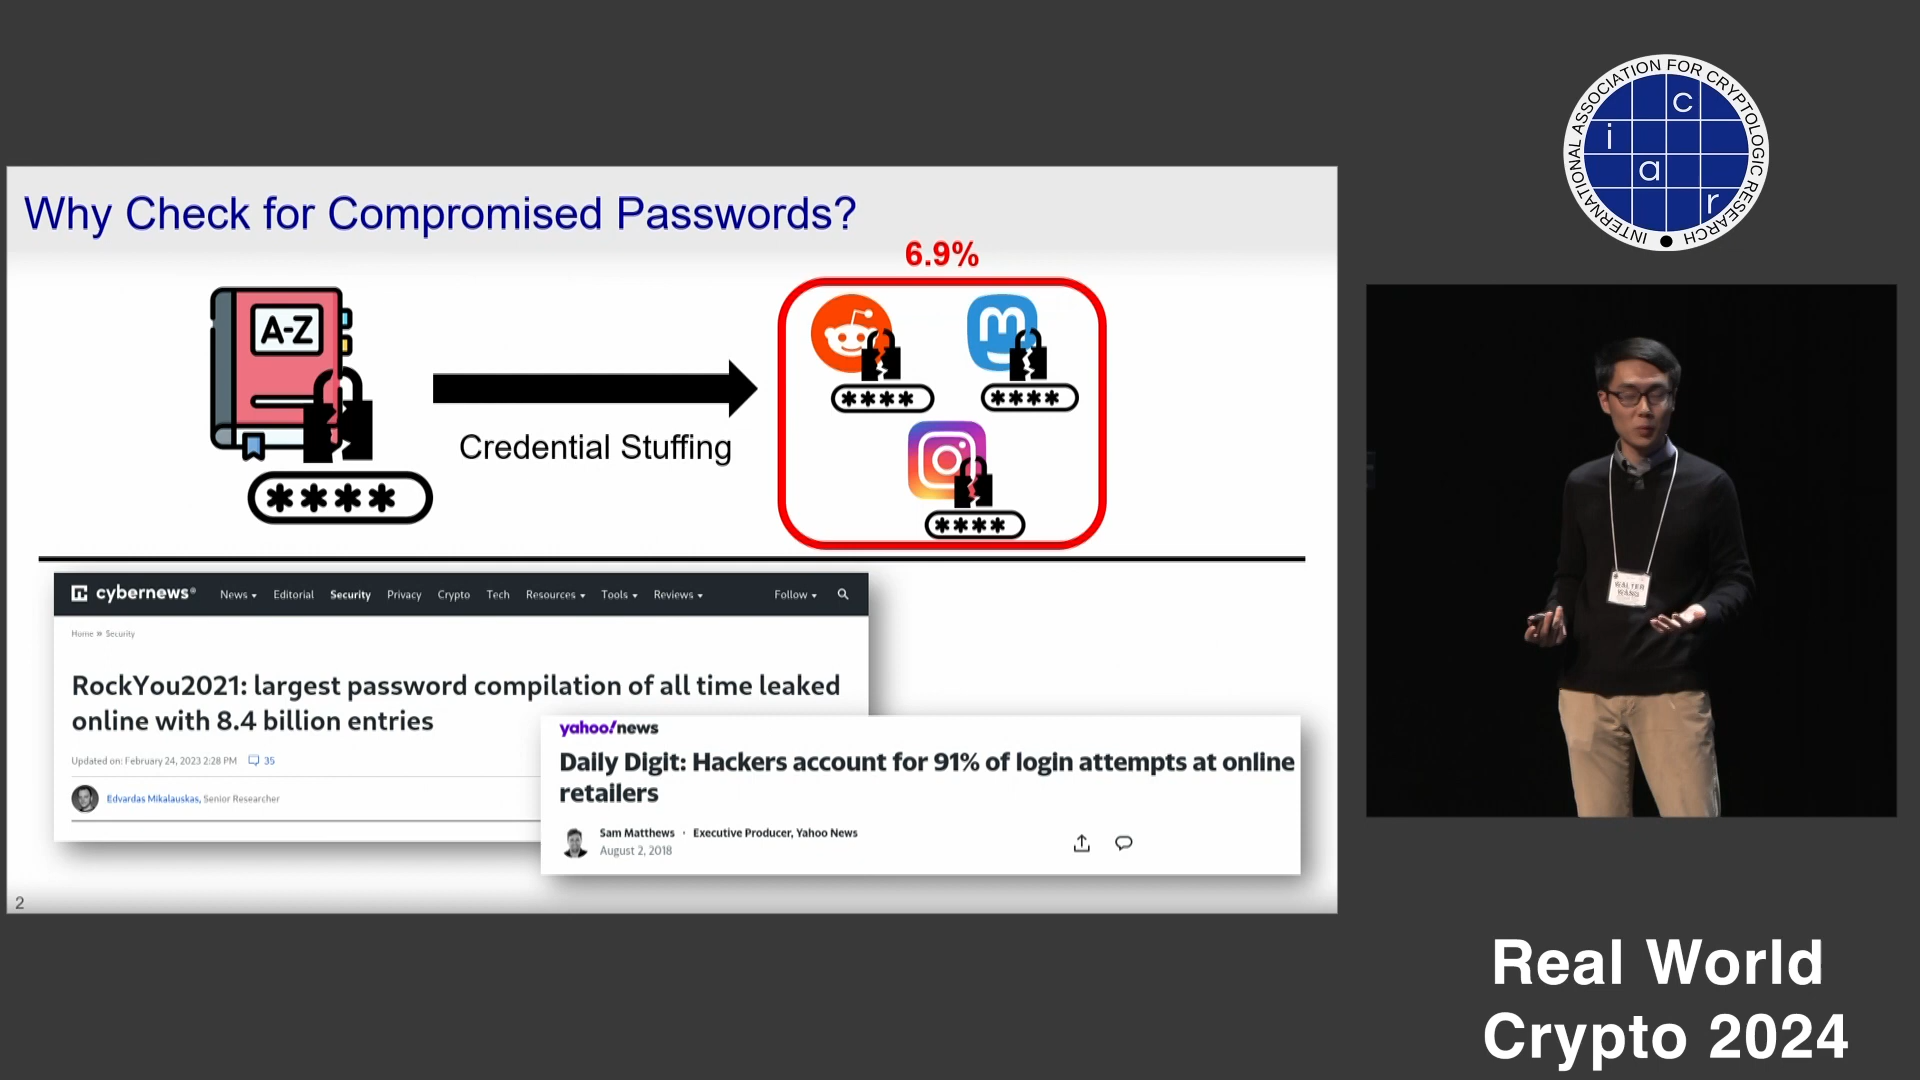 Why Check for Compromised Passwords?
6.9%
A-Z
****
****
****
****
Credential Stuffing
cybernews®
News Editorial Security Privacy Crypto Tech Resources Tools Reviews Follow
Home » Security
RockYou2021: largest password compilation of all time leaked
online with 8.4 billion entries
Updated on: February 24, 2023 2:28 PM 35
Edvardas Mikalauskas, Senior Researcher
yahoo!news
Daily Digit: Hackers account for 91% of login attempts at online
retailers
Sam Matthews · Executive Producer, Yahoo News
August 2, 2018
2
INTERNATIONAL ASSOCIATION FOR CRYPTOLOGIC RESEARCH
i a c r
WALTER
WANG
Real World
Crypto 2024